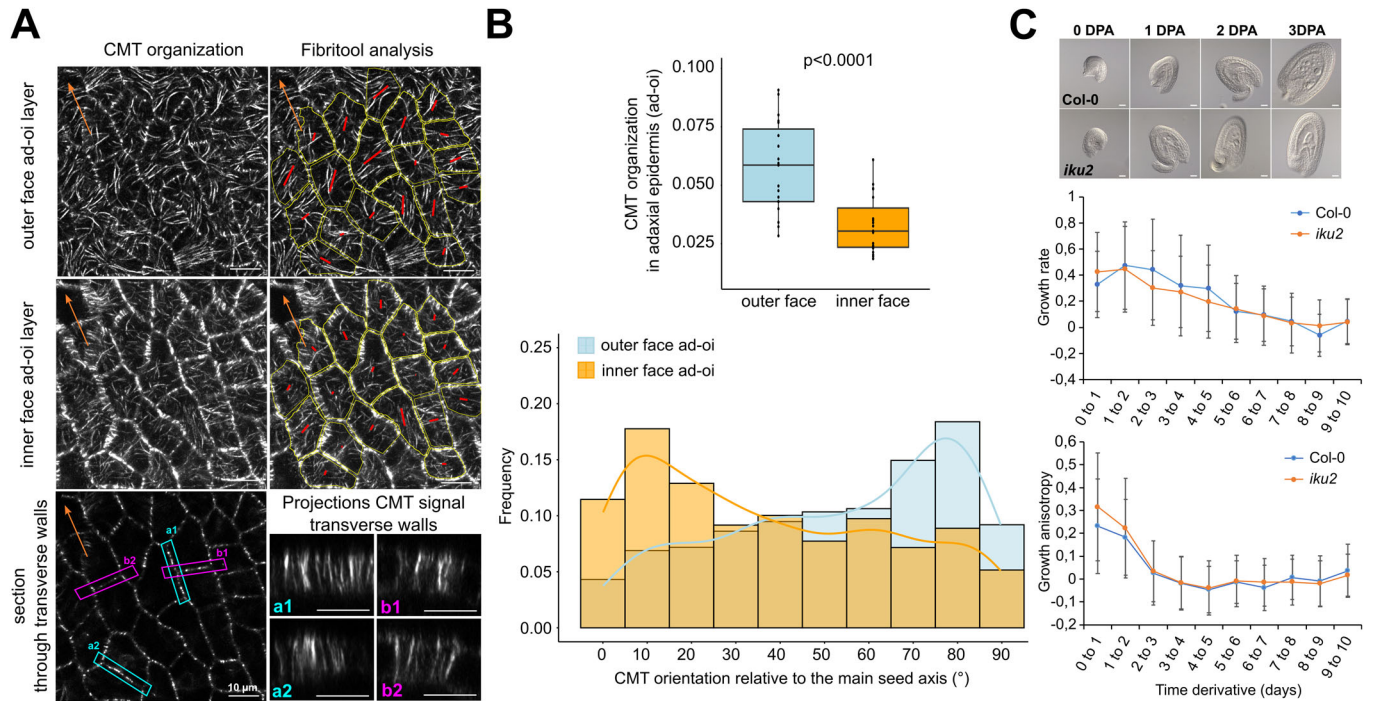 A
CMT organization
Fibritool analysis
outer face ad-oi layer
inner face ad-oi layer
section
through transverse walls
a1
b1
b2
a2
10 µm
Projections CMT signal
transverse walls
a1
b1
a2
b2
B
p<0.0001
CMT organization
in adaxial epidermis (ad-oi)
0.100
0.075
0.050
0.025
outer face
inner face
outer face ad-oi
inner face ad-oi
Frequency
0.25
0.20
0.15
0.10
0.05
0.00
0
10
20
30
40
50
60
70
80
90
CMT orientation relative to the main seed axis (°)
C
0 DPA
1 DPA
2 DPA
3DPA
Col-0
iku2
Growth rate
1
0,8
0,6
0,4
0,2
0
-0,2
-0,4
Col-0
iku2
0 to 1
1 to 2
2 to 3
3 to 4
4 to 5
5 to 6
6 to 7
7 to 8
8 to 9
9 to 10
Growth anisotropy
0,6
0,5
0,4
0,3
0,2
0,1
0
-0,1
-0,2
Col-0
iku2
0 to 1
1 to 2
2 to 3
3 to 4
4 to 5
5 to 6
6 to 7
7 to 8
8 to 9
9 to 10
Time derivative (days)